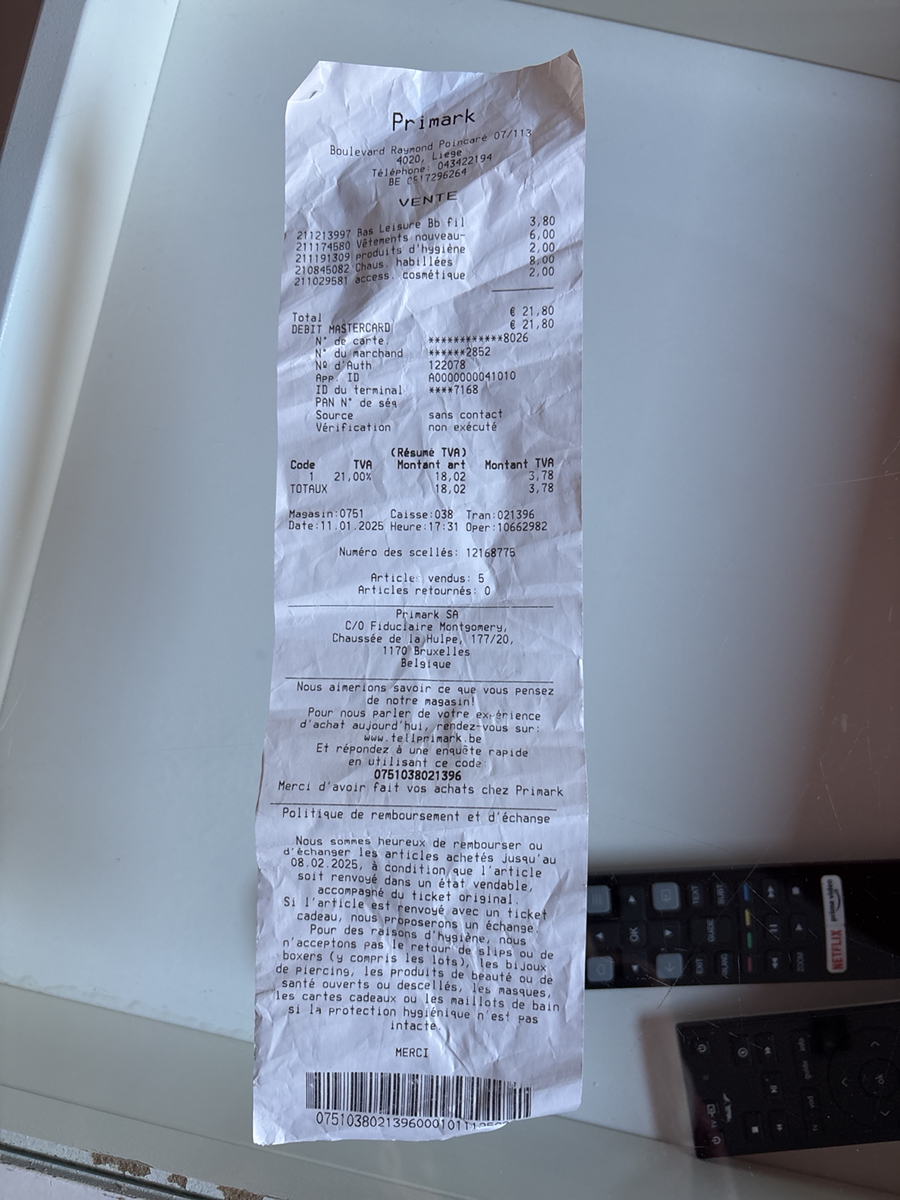 Primark
Boulevard Raymond Poincaré 07/113
4020, Liege
Téléphone: 043422194
BE 0517296264
VENTE
211213997 Bas Leisure Bb fil 3,80
211174580 Vêtements nouveau- 6,00
211191309 produits d'hygiène 2,00
210845082 Chaus. habillées 8,00
211029581 access. cosmétique 2,00
Total € 21,80
DEBIT MASTERCARD € 21,80
N° de carte. ************8026
N° du marchand ******2852
Nº d'Auth 122078
App. ID A0000000041010
ID du terminal ****7168
PAN N° de séq
Source sans contact
Vérification non exécuté
(Résumé TVA)
Code TVA Montant art Montant TVA
1 21,00% 18,02 3,78
TOTAUX 18,02 3,78
Magasin:0751 Caisse:038 Tran:021396
Date:11.01.2025 Heure:17:31 Oper:10662982
Numéro des scellés: 12168775
Articles vendus: 5
Articles retournés: 0
Primark SA
C/O Fiduciaire Montgomery,
Chaussée de la Hulpe, 177/20,
1170 Bruxelles
Belgique
Nous aimerions savoir ce que vous pensez
de notre magasin!
Pour nous parler de votre expérience
d'achat aujourd'hui, rendez-vous sur:
www.tellprimark.be
Et répondez à une enquête rapide
en utilisant ce code:
0751038021396
Merci d'avoir fait vos achats chez Primark
Politique de remboursement et d'échange
Nous sommes heureux de rembourser ou
d'échanger les articles achetés jusqu'au
08.02.2025, à condition que l'article
soit renvoyé dans un état vendable,
accompagné du ticket original.
Si l'article est renvoyé avec un ticket
cadeau, nous proposerons un échange.
Pour des raisons d'hygiène, nous
n'acceptons pas le retour de slips ou de
boxers (y compris les lots), les bijoux
de piercing, les produits de beauté ou de
santé ouverts ou descellés, les masques,
les cartes cadeaux ou les maillots de bain
si la protection hygiénique n'est pas
intacte.
MERCI
OK
TEXT
SUBT
GUIDE
EXIT
ZOOM
NETFLIX
prime video
ok
guide
info
tv